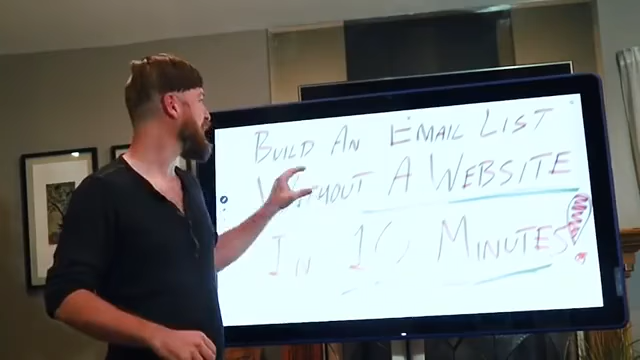 BUILD AN EMAIL LIST
WITHOUT A WEBSITE
IN 10 MINUTES!